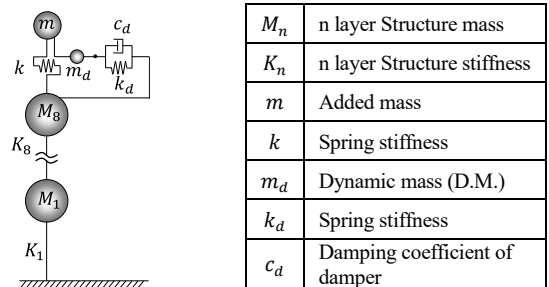 m
c_d
k
m_d
k_d
M_8
K_8
M_1
K_1
M_n n layer Structure mass
K_n n layer Structure stiffness
m Added mass
k Spring stiffness
m_d Dynamic mass (D.M.)
k_d Spring stiffness
c_d Damping coefficient of
damper